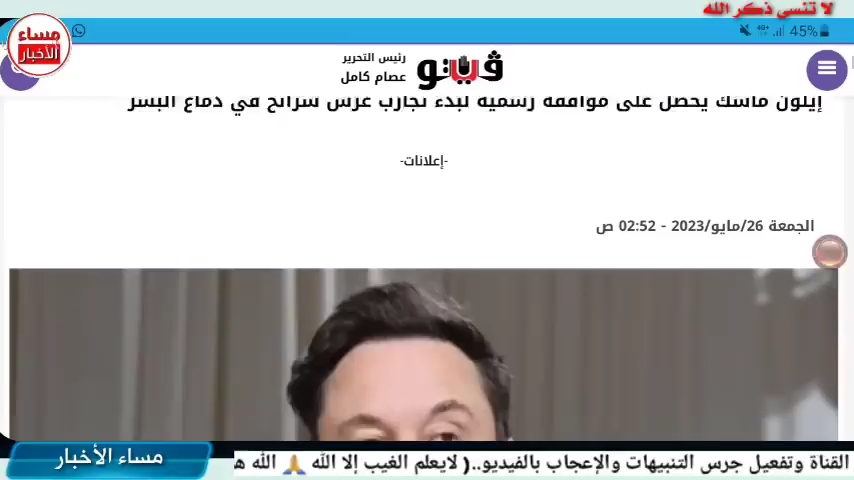 لا تنسى ذكر الله
مساء
الأخبار
4G+
45%
رئيس التحرير
عصام كامل
ڤيتو
إيلون ماسك يحصل على موافقة رسمية لبدء تجارب غرس شرائح في دماغ البشر
-إعلانات-
الجمعة 26/مايو/2023 - 02:52 ص
مساء الأخبار
القناة وتفعيل جرس التنبيهات والإعجاب بالفيديو..( لايعلم الغيب إلا الله 🙏 الله